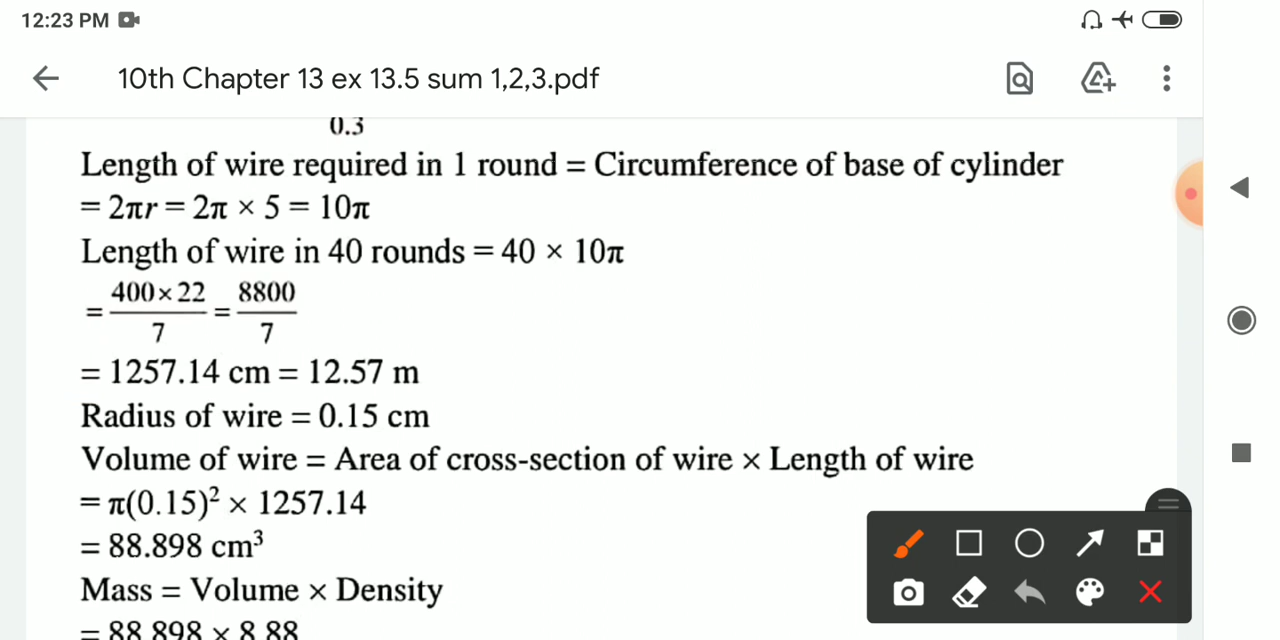 12:23 PM
10th Chapter 13 ex 13.5 sum 1,2,3.pdf
0.3
Length of wire required in 1 round = Circumference of base of cylinder
= 2πr = 2π × 5 = 10π
Length of wire in 40 rounds = 40 × 10π
= 400 × 22 / 7 = 8800 / 7
= 1257.14 cm = 12.57 m
Radius of wire = 0.15 cm
Volume of wire = Area of cross-section of wire × Length of wire
= π(0.15)² × 1257.14
= 88.898 cm³
Mass = Volume × Density
= 88.898 × 8.88